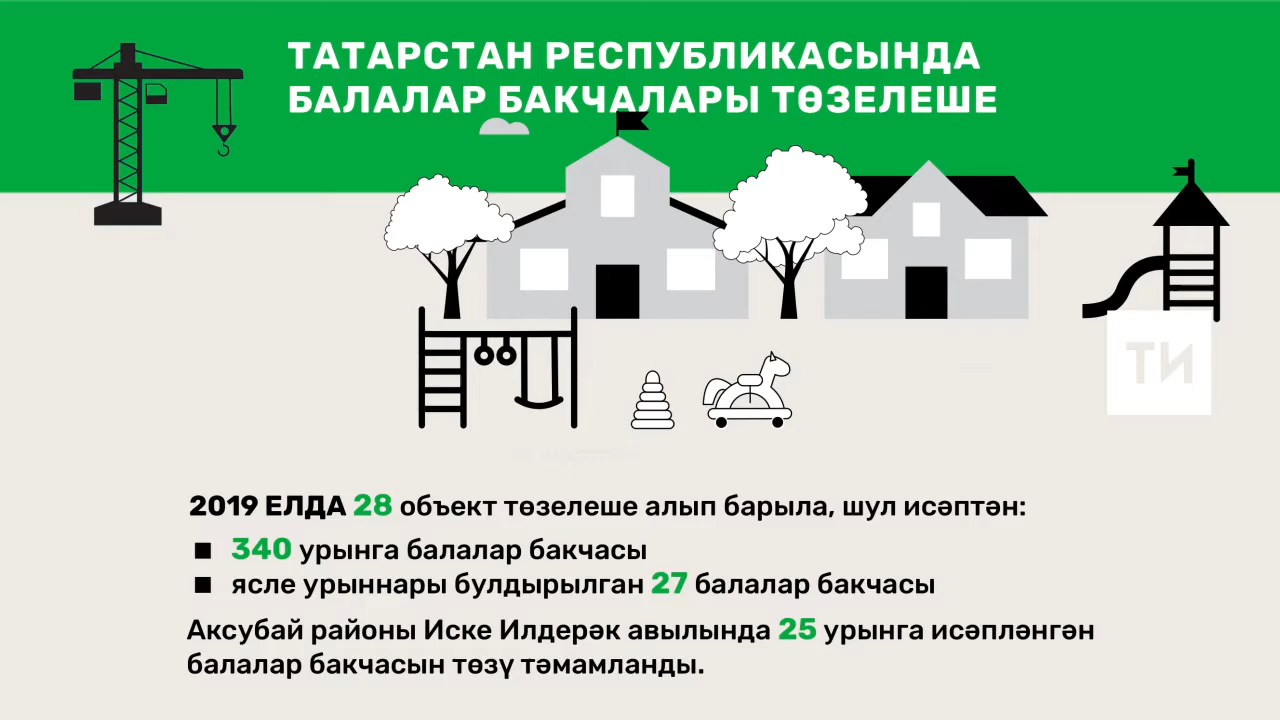 ТАТАРСТАН РЕСПУБЛИКАСЫНДА
БАЛАЛАР БАКЧАЛАРЫ ТӨЗЕЛЕШЕ
ТИ
2019 ЕЛДА 28 объект төзелеше алып барыла, шул исәптән:
▪ 340 урынга балалар бакчасы
▪ ясле урыннары булдырылган 27 балалар бакчасы
Аксубай районы Иске Илдерәк авылында 25 урынга исәпләнгән
балалар бакчасын төзү тәмамланды.